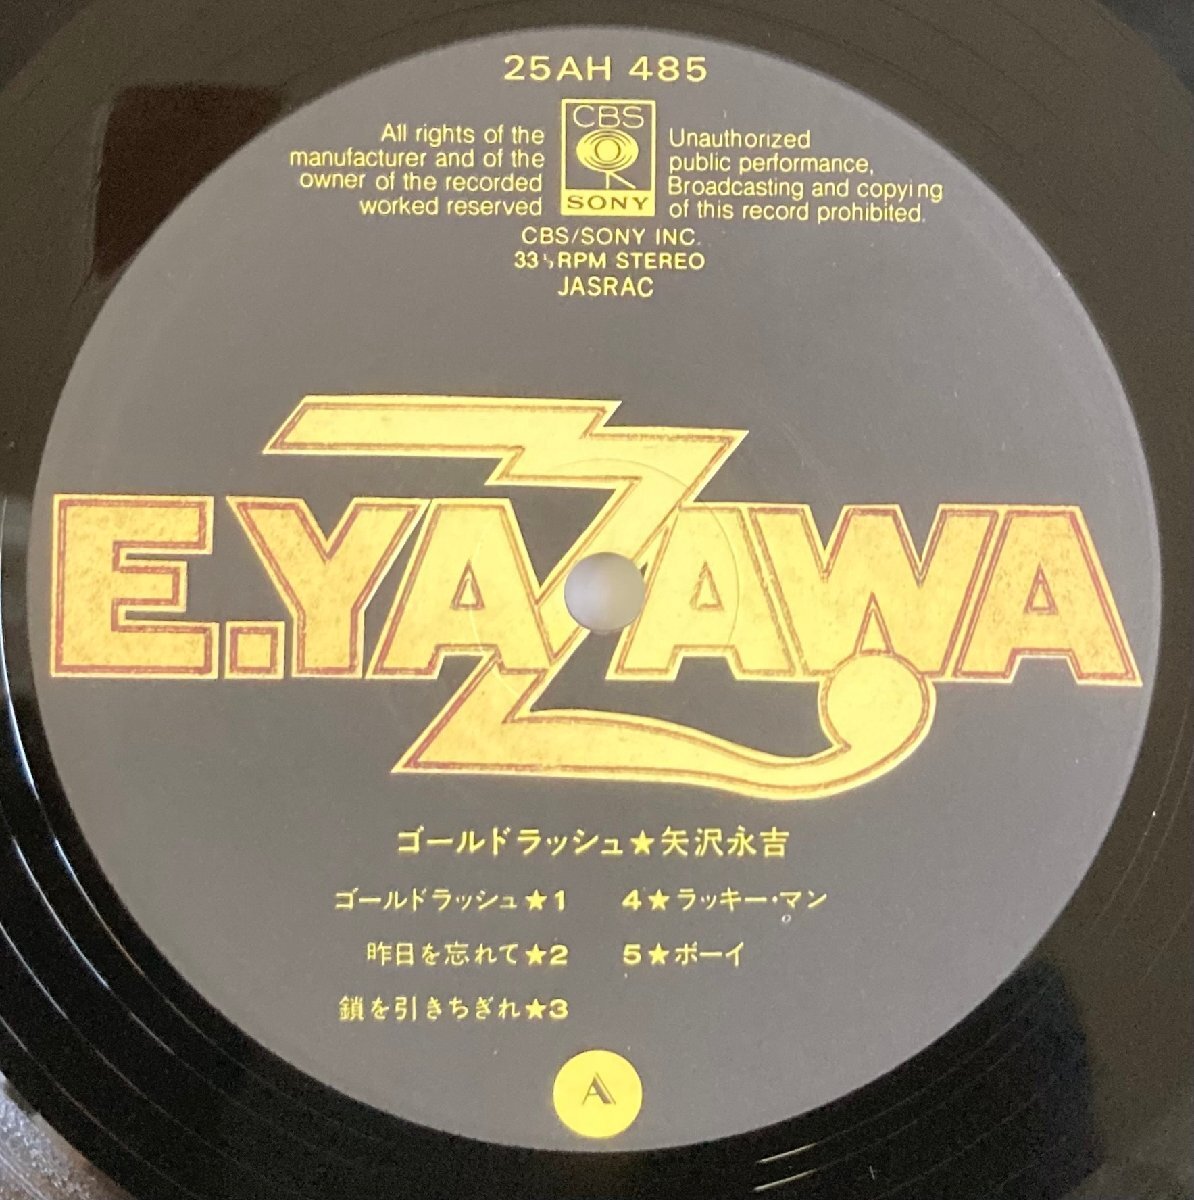 25AH 485
All rights of the
manufacturer and of the
owner of the recorded
worked reserved
CBS
SONY
Unauthorized
public performance,
Broadcasting and copying
of this record prohibited.
CBS/SONY INC.
33⅓RPM STEREO
JASRAC
E.YAZAWA
ゴールドラッシュ★矢沢永吉
ゴールドラッシュ★1
昨日を忘れて★2
鎖を引きちぎれ★3
4★ラッキー・マン
5★ボーイ
A